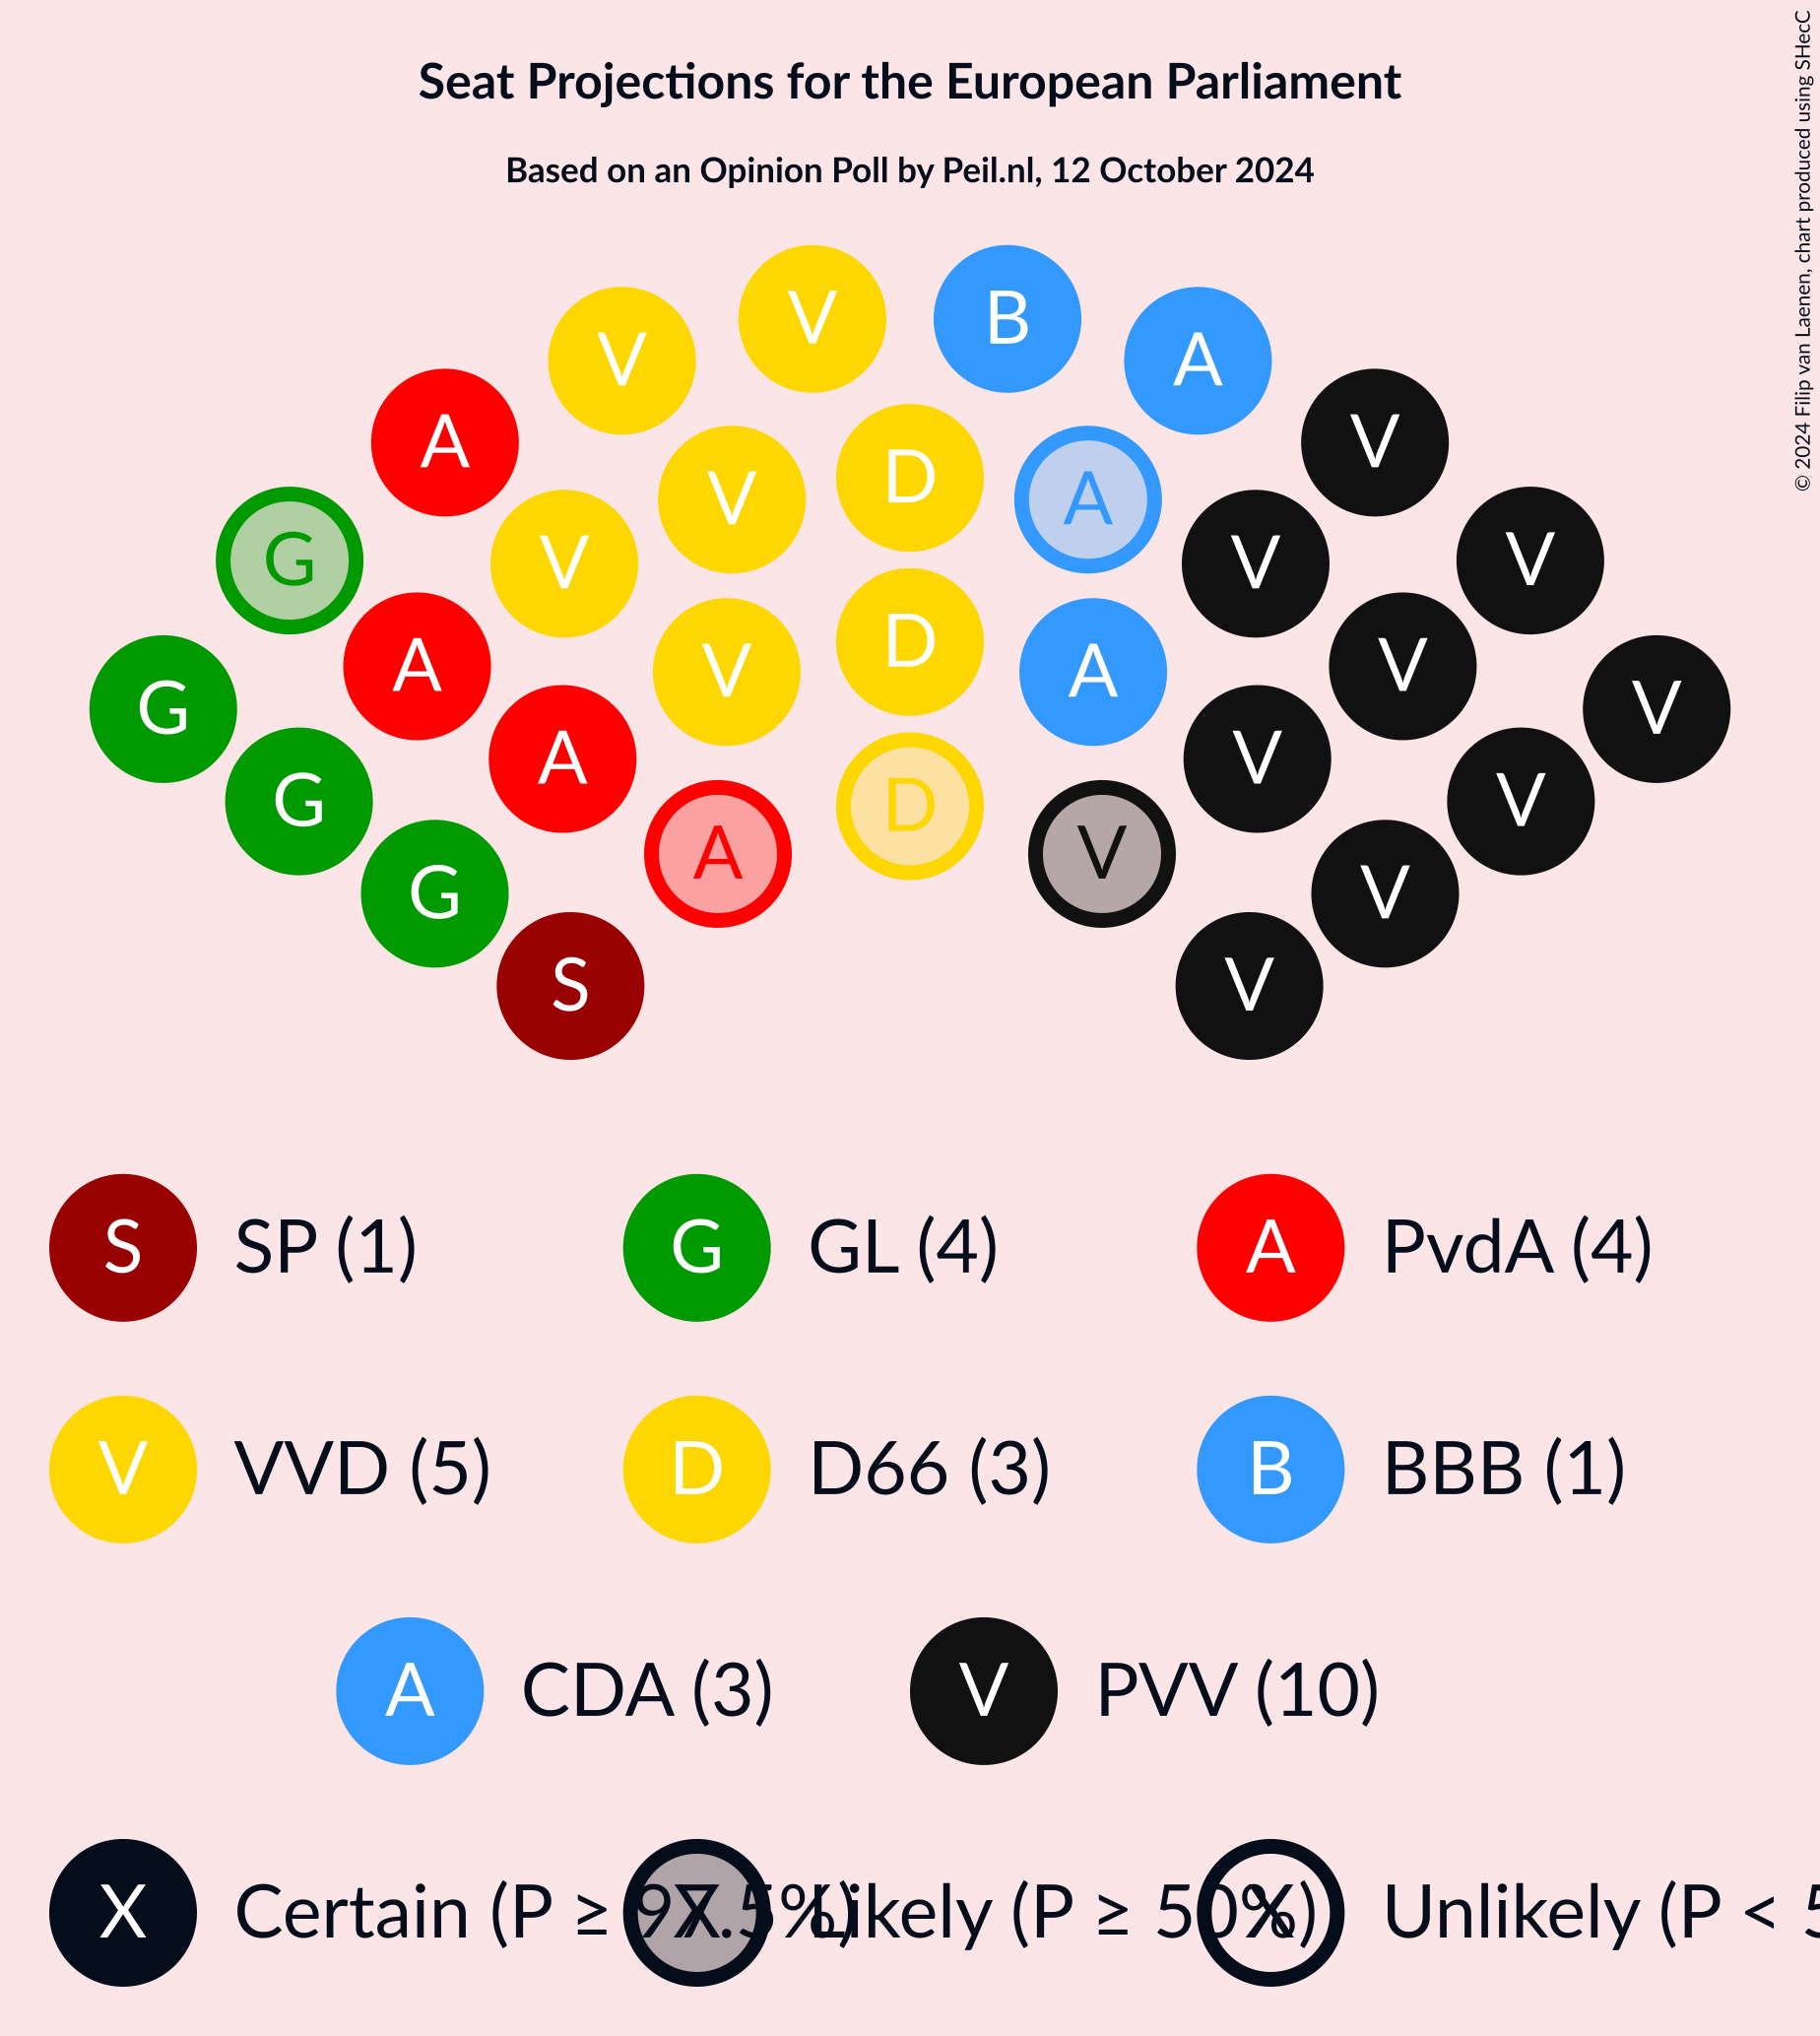 Seat Projections for the European Parliament
Based on an Opinion Poll by Peil.nl, 12 October 2024
© 2024 Filip van Laenen, chart produced using SHecC
V V B A
A V V
V D A
G V V V
A V D A V V
G A V V
G A D V V
G V
S V
S SP (1) G GL (4) A PvdA (4)
V VVD (5) D D66 (3) B BBB (1)
A CDA (3) V PVV (10)
X Certain (P ≥ 97.5%) X Likely (P ≥ 50%) X Unlikely (P < 5